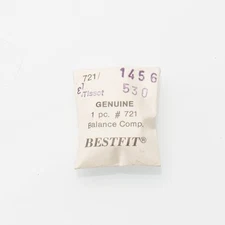 721/ 1456
Tissot 530
GENUINE
1 pc. # 721
Balance Comp.
BESTFIT®